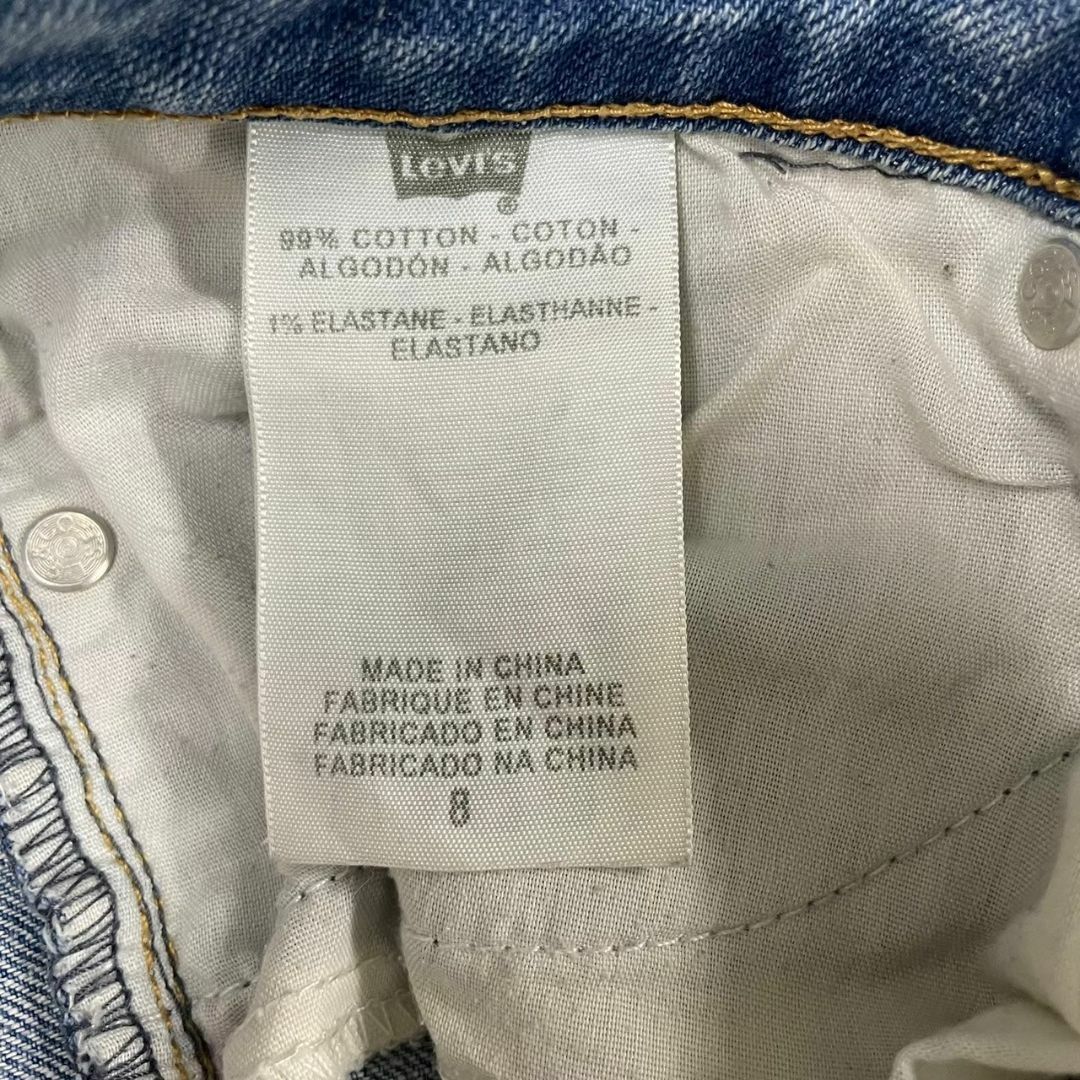 Levi's
®
99% COTTON - COTON -
ALGODÓN - ALGODÃO
1% ELASTANE - ELASTHANNE -
ELASTANO
MADE IN CHINA
FABRIQUE EN CHINE
FABRICADO EN CHINA
FABRICADO NA CHINA
8